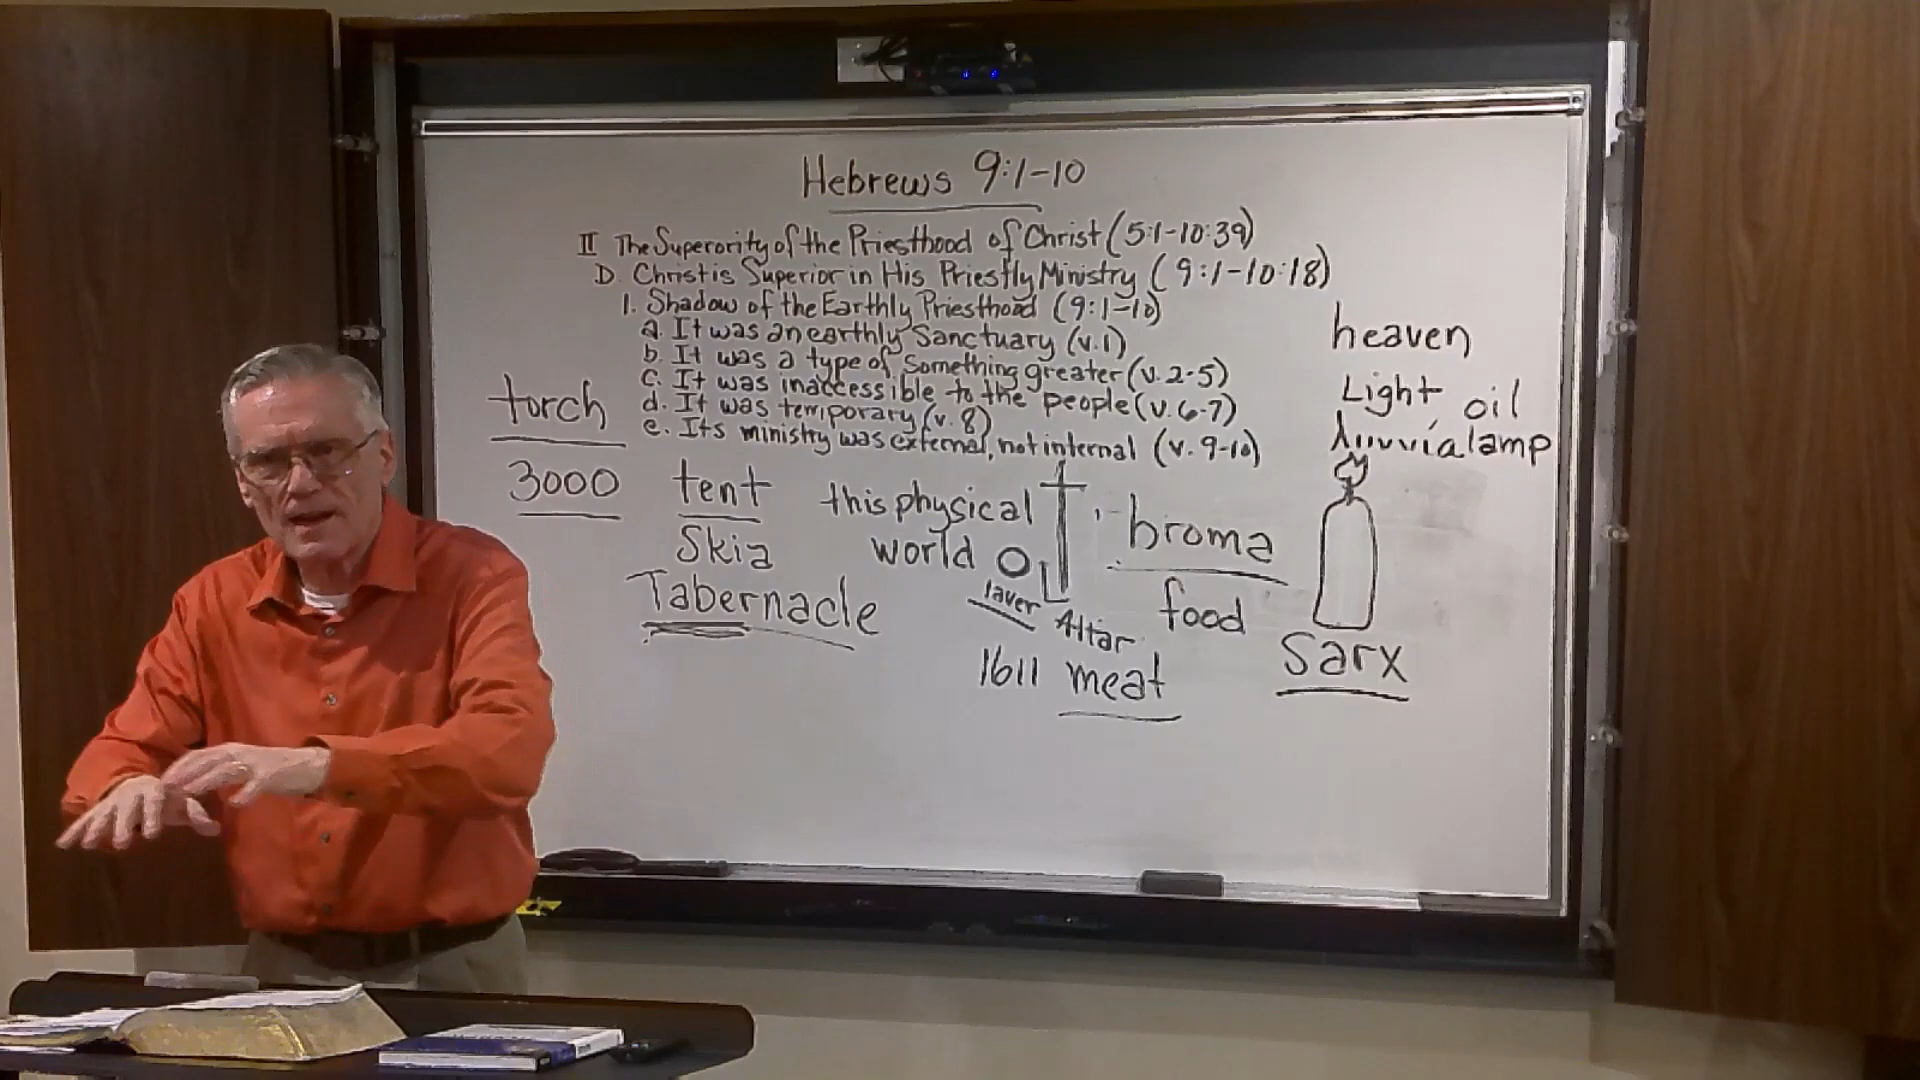 Hebrews 9:1-10
II The Superority of the Priesthood of Christ (5:1-10:39)
D. Christ is Superior in His Priestly Ministry (9:1-10:18)
1. Shadow of the Earthly Priesthood (9:1-10)
a. It was an earthly Sanctuary (v.1)
b. It was a type of Something greater (v. 2-5)
c. It was inaccessible to the people (v. 6-7)
d. It was temporary (v. 8)
e. Its ministry was external, not internal (v. 9-10)
torch
3000
tent
Skia
Tabernacle
this physical
world
laver
Altar
1611 meat
broma
food
heaven
Light oil
lamp
Sarx